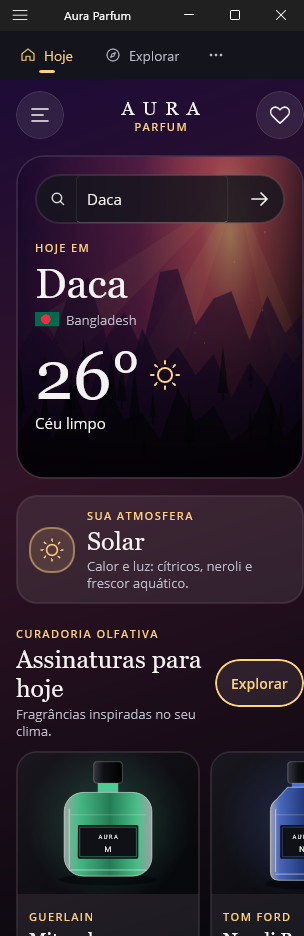 Aura Parfum
Hoje
Explorar
AURA
PARFUM
Daca
HOJE EM
Daca
Bangladesh
26°
Céu limpo
SUA ATMOSFERA
Solar
Calor e luz: cítricos, neroli e
frescor aquático.
CURADORIA OLFATIVA
Assinaturas para
hoje
Explorar
Fragrâncias inspiradas no seu
clima.
AURA
M
AURA
N
GUERLAIN
TOM FORD